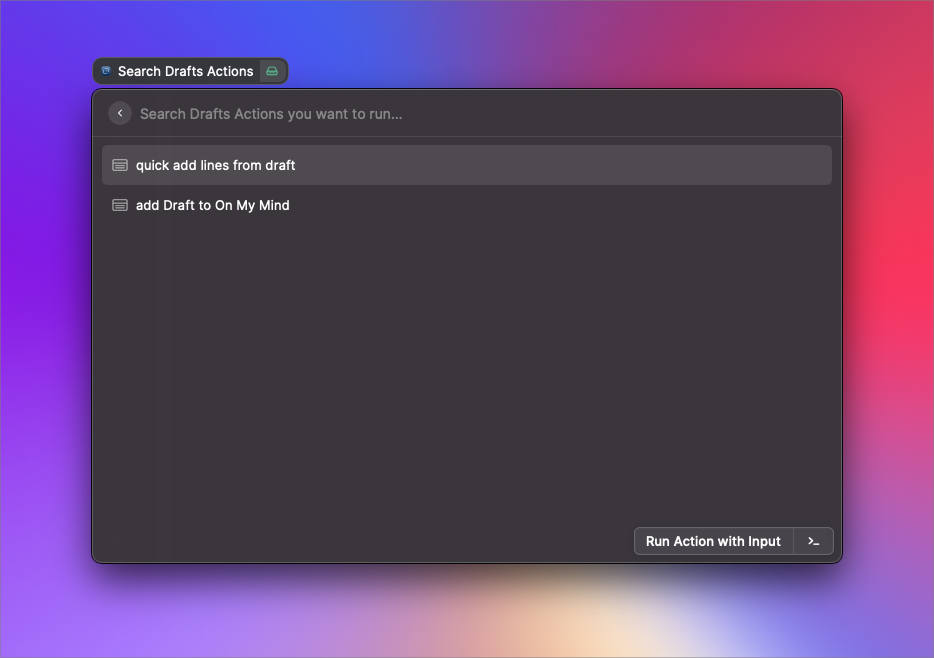 Search Drafts Actions
Search Drafts Actions you want to run...
quick add lines from draft
add Draft to On My Mind
Run Action with Input >_